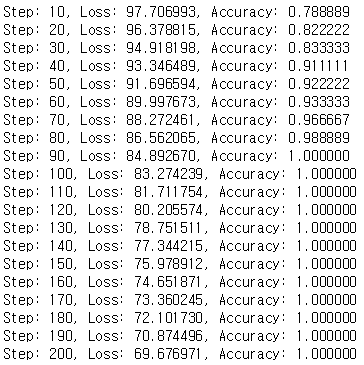 Step: 10, Loss: 97.706993, Accuracy: 0.788889
Step: 20, Loss: 96.378815, Accuracy: 0.822222
Step: 30, Loss: 94.918198, Accuracy: 0.833333
Step: 40, Loss: 93.346489, Accuracy: 0.911111
Step: 50, Loss: 91.696594, Accuracy: 0.922222
Step: 60, Loss: 89.997673, Accuracy: 0.933333
Step: 70, Loss: 88.272461, Accuracy: 0.966667
Step: 80, Loss: 86.562065, Accuracy: 0.988889
Step: 90, Loss: 84.892670, Accuracy: 1.000000
Step: 100, Loss: 83.274239, Accuracy: 1.000000
Step: 110, Loss: 81.711754, Accuracy: 1.000000
Step: 120, Loss: 80.205574, Accuracy: 1.000000
Step: 130, Loss: 78.751511, Accuracy: 1.000000
Step: 140, Loss: 77.344215, Accuracy: 1.000000
Step: 150, Loss: 75.978912, Accuracy: 1.000000
Step: 160, Loss: 74.651871, Accuracy: 1.000000
Step: 170, Loss: 73.360245, Accuracy: 1.000000
Step: 180, Loss: 72.101730, Accuracy: 1.000000
Step: 190, Loss: 70.874496, Accuracy: 1.000000
Step: 200, Loss: 69.676971, Accuracy: 1.000000